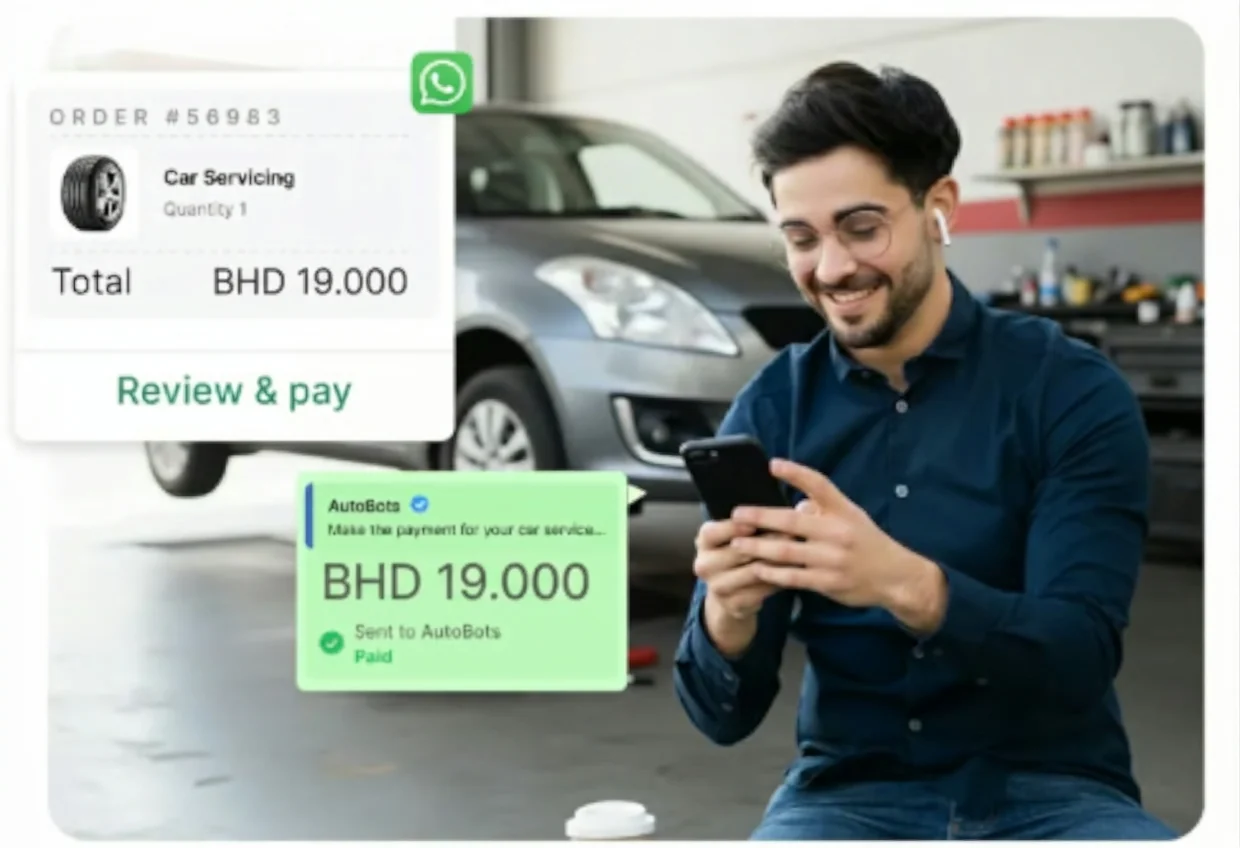 ORDER #56983
Car Servicing
Quantity 1
Total BHD 19.000
Review & pay
AutoBots
Make the payment for your car service...
BHD 19.000
Sent to AutoBots
Paid